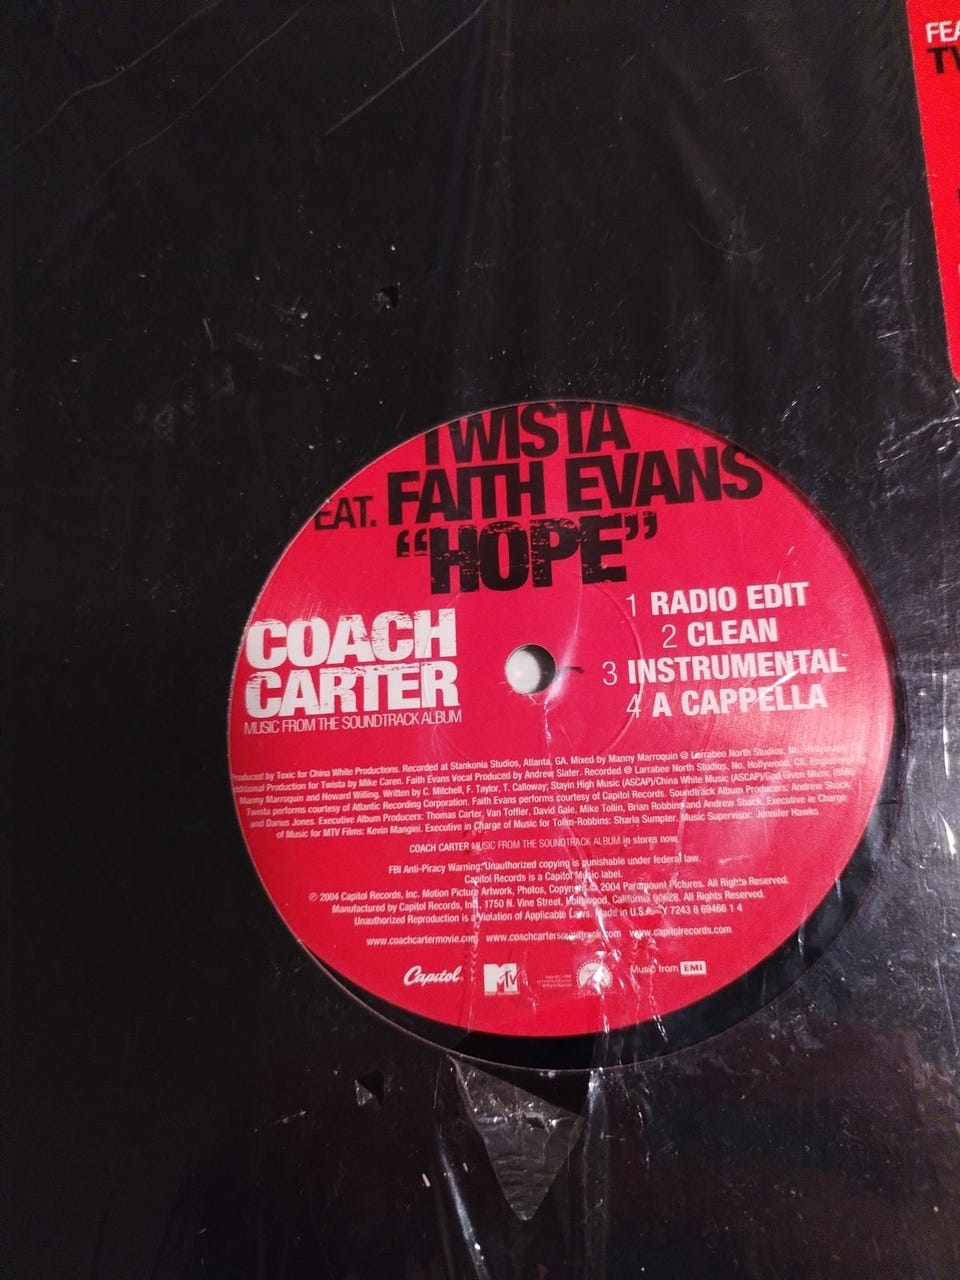 FEA
TW
TWISTA
EAT. FAITH EVANS
“HOPE”
1 RADIO EDIT
2 CLEAN
3 INSTRUMENTAL
4 A CAPPELLA
COACH
CARTER
MUSIC FROM THE SOUNDTRACK ALBUM
Produced by Toxic for China White Productions. Recorded at Stankonia Studios, Atlanta, GA. Mixed by Manny Marroquin @ Larrabee North Studios, No. Hollywood
dditional Production for Twista by Mike Caren. Faith Evans Vocal Produced by Andrew Slater. Recorded @ Larrabee North Studios, No. Hollywood, CA. Engineered
Manny Marroquin and Howard Willing. Written by C. Mitchell, F. Taylor, T. Calloway; Stayin High Music (ASCAP)/China White Music (ASCAP)/God Given Music (BMI)
Twista performs courtesy of Atlantic Recording Corporation. Faith Evans performs courtesy of Capitol Records. Soundtrack Album Producers: Andrew Shack
and Darius Jones. Executive Album Producers: Thomas Carter, Van Toffler, David Gale, Mike Tollin, Brian Robbins and Andrew Shack. Executive in Charge
of Music for MTV Films: Kevin Mangini. Executive in Charge of Music for Tollin-Robbins: Sharla Sumpter. Music Supervisor: Jennifer Hawks
COACH CARTER MUSIC FROM THE SOUNDTRACK ALBUM in stores now.
FBI Anti-Piracy Warning: Unauthorized copying is punishable under federal law.
Capitol Records is a Capitol Music label.
℗ 2004 Capitol Records, Inc. Motion Picture Artwork, Photos, Copyright © 2004 Paramount Pictures. All Rights Reserved.
Manufactured by Capitol Records, Inc., 1750 N. Vine Street, Hollywood, California 90028. All Rights Reserved.
Unauthorized Reproduction is a Violation of Applicable Laws. Made in U.S.A. Y 7243 8 69466 1 4
www.coachcartermovie.com www.coachcartersoundtrack.com www.capitolrecords.com
Capitol. MTV Music from EMI